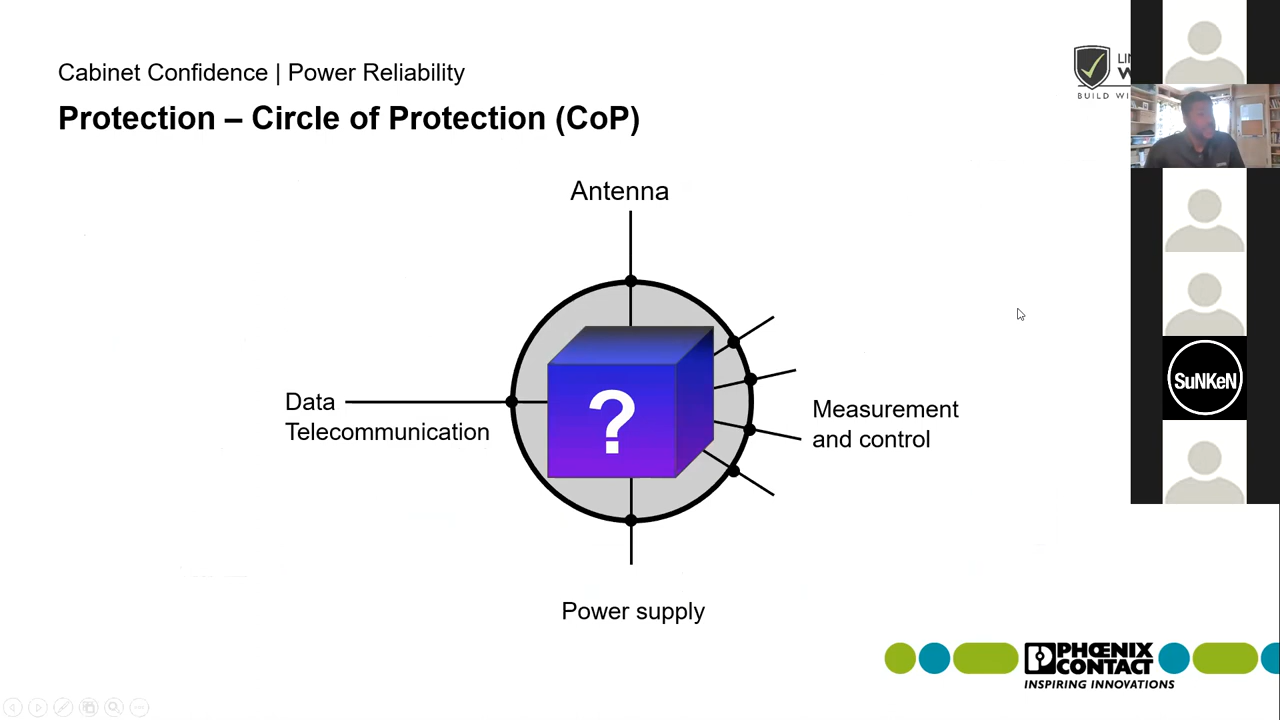 Cabinet Confidence | Power Reliability
Protection – Circle of Protection (CoP)
BUILD WI
Antenna
Data
Telecommunication
?
Measurement
and control
Power supply
SuNKeN
PHŒNIX
CONTACT
INSPIRING INNOVATIONS